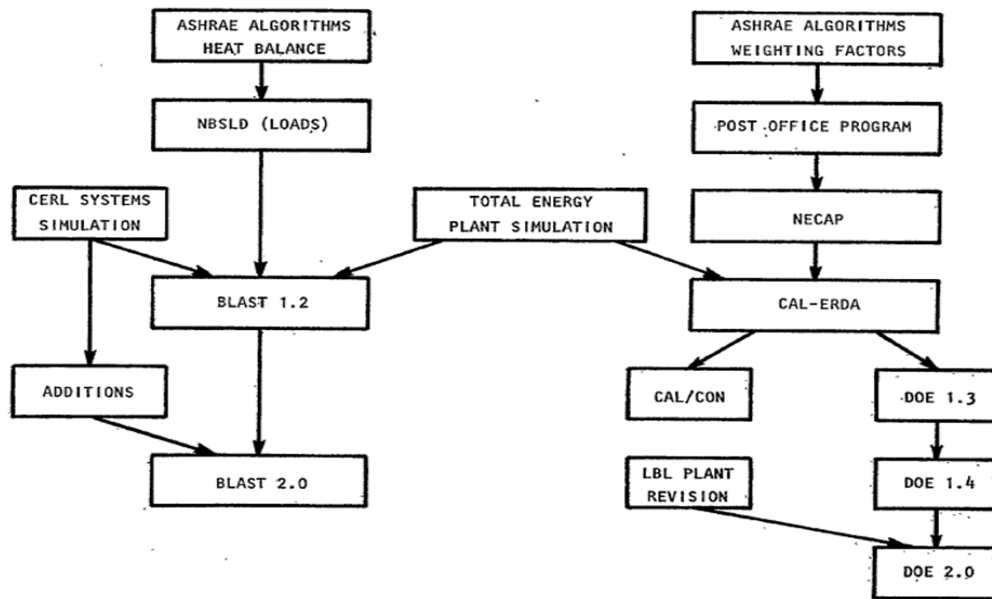 ASHRAE ALGORITHMS
HEAT BALANCE
ASHRAE ALGORITHMS
WEIGHTING FACTORS
NBSLD (LOADS)
POST OFFICE PROGRAM
CERL SYSTEMS
SIMULATION
TOTAL ENERGY
PLANT SIMULATION
NECAP
BLAST 1.2
CAL-ERDA
ADDITIONS
CAL/CON
DOE 1.3
BLAST 2.0
LBL PLANT
REVISION
DOE 1.4
DOE 2.0